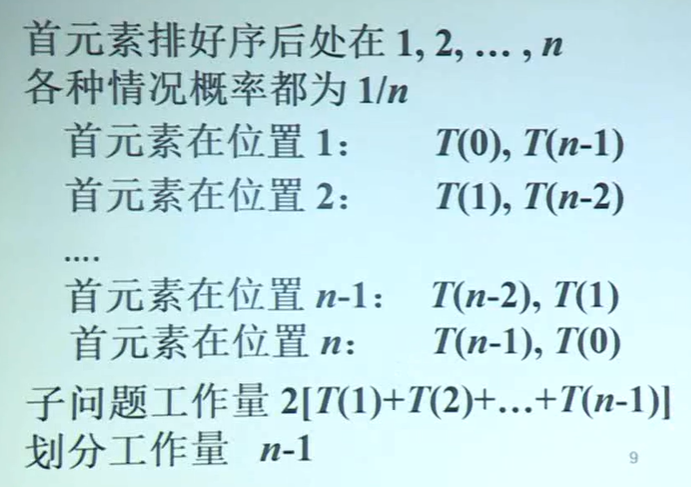 首元素排好序后处在 1, 2, … , n
各种情况概率都为 1/n
首元素在位置 1： T(0), T(n-1)
首元素在位置 2： T(1), T(n-2)
....
首元素在位置 n-1： T(n-2), T(1)
首元素在位置 n： T(n-1), T(0)
子问题工作量 2[T(1)+T(2)+…+T(n-1)]
划分工作量 n-1
9